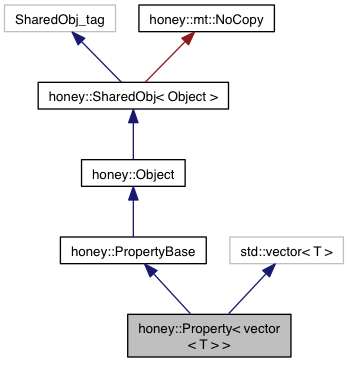 SharedObj_tag
honey::mt::NoCopy
honey::SharedObj< Object >
honey::Object
honey::PropertyBase
std::vector< T >
honey::Property< vector
< T > >